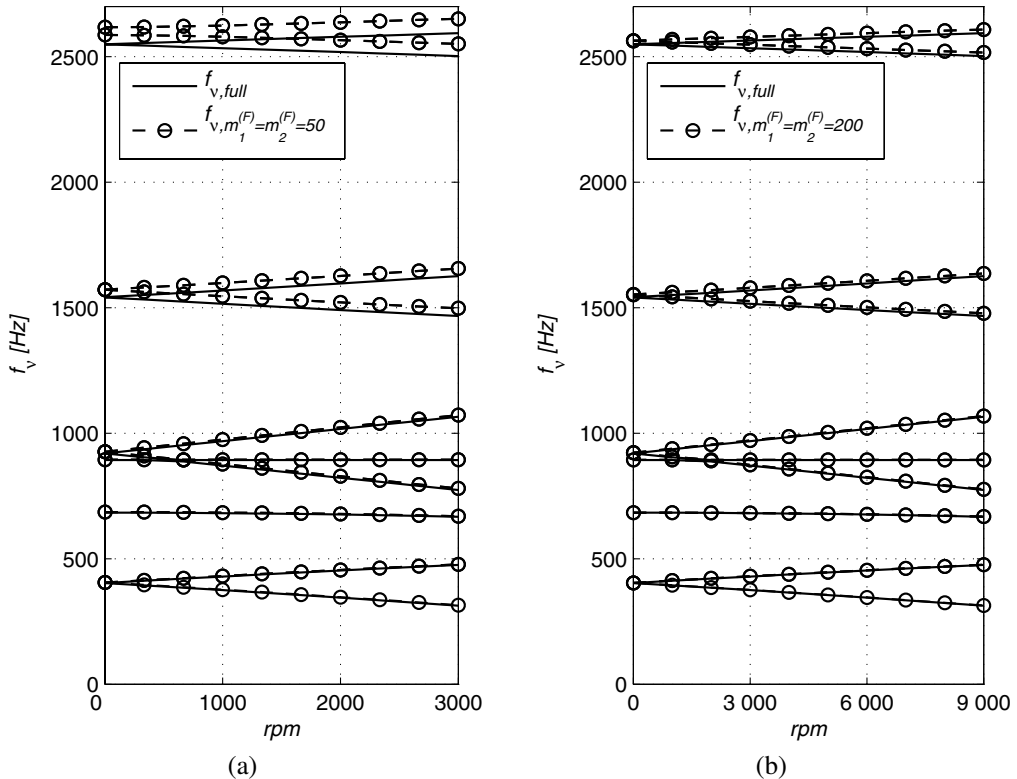 2500
2000
1500
1000
500
0
f_ν [Hz]
f_ν,full
f_ν,m_1^(F)=m_2^(F)=50
0 1000 2000 3000
rpm
(a)
2500
2000
1500
1000
500
0
f_ν [Hz]
f_ν,full
f_ν,m_1^(F)=m_2^(F)=200
0 3 000 6 000 9 000
rpm
(b)